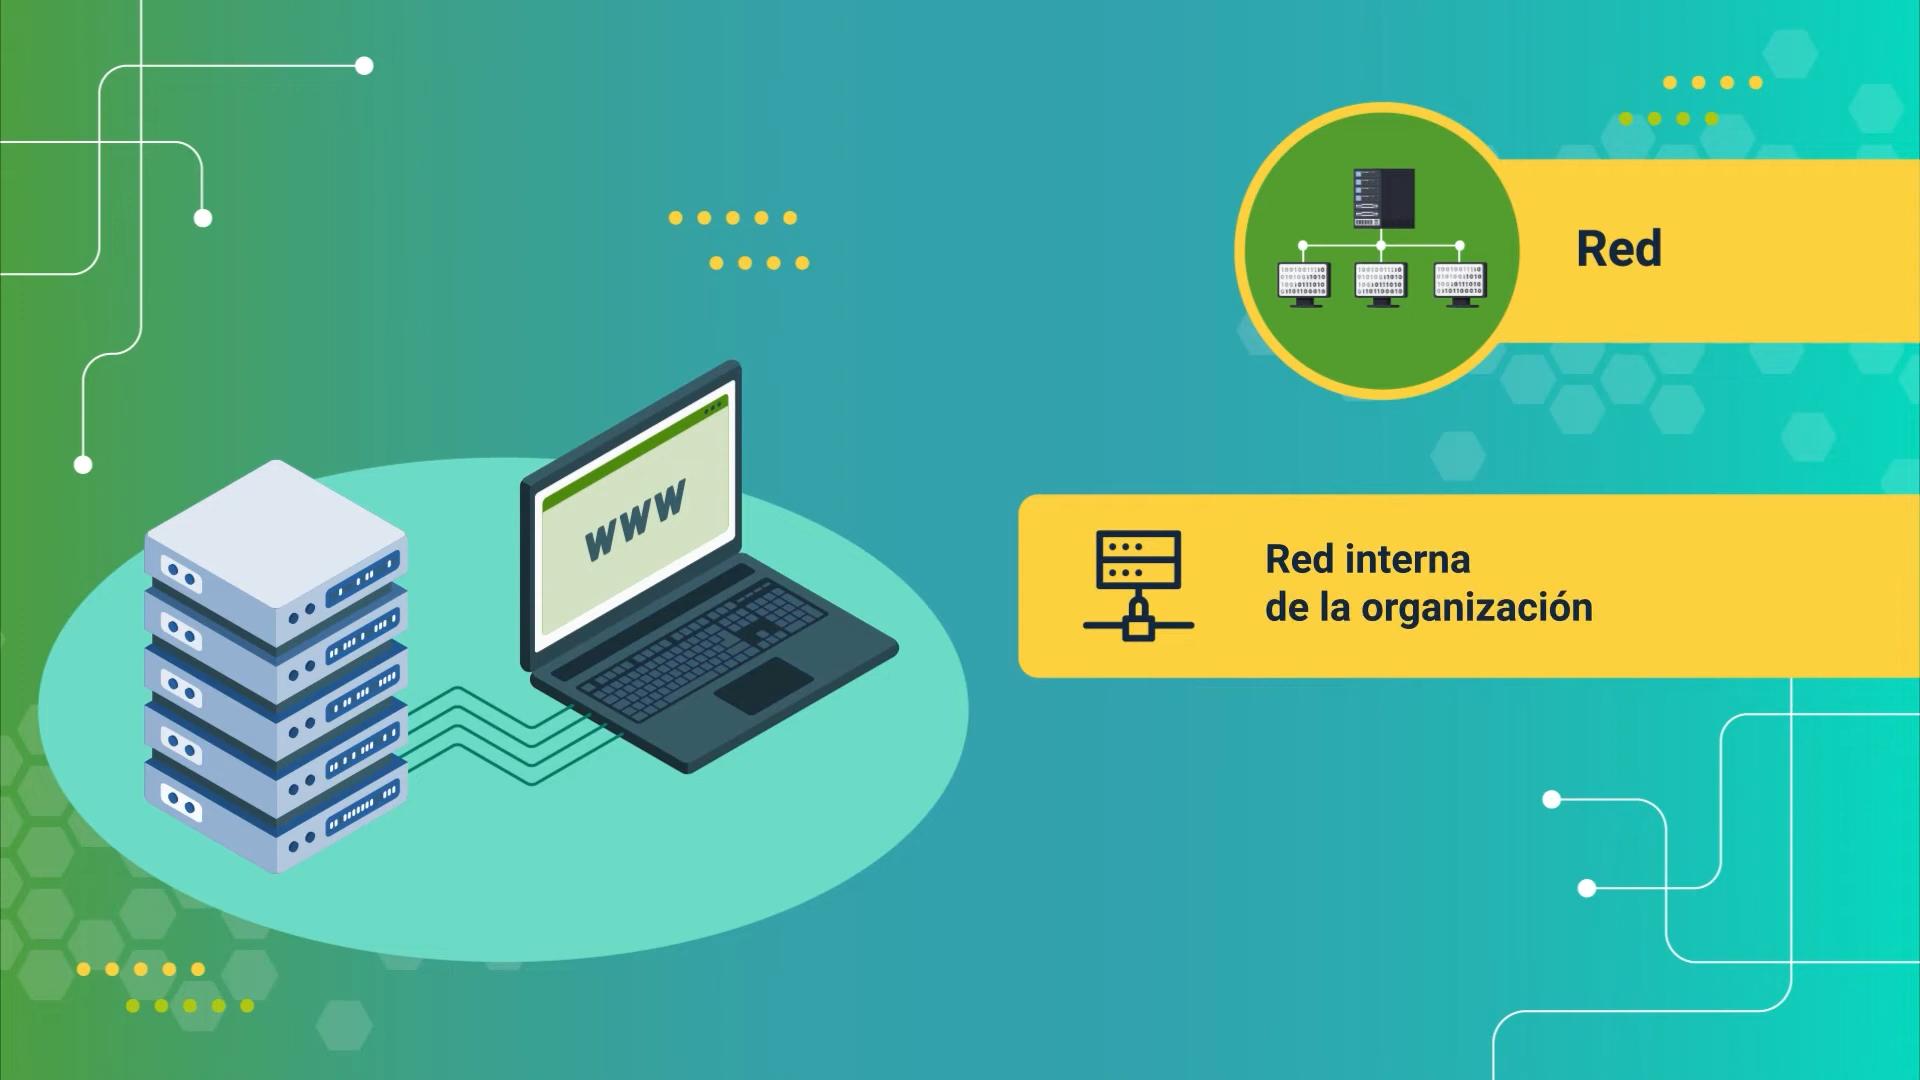 Red
WWW
Red interna
de la organización